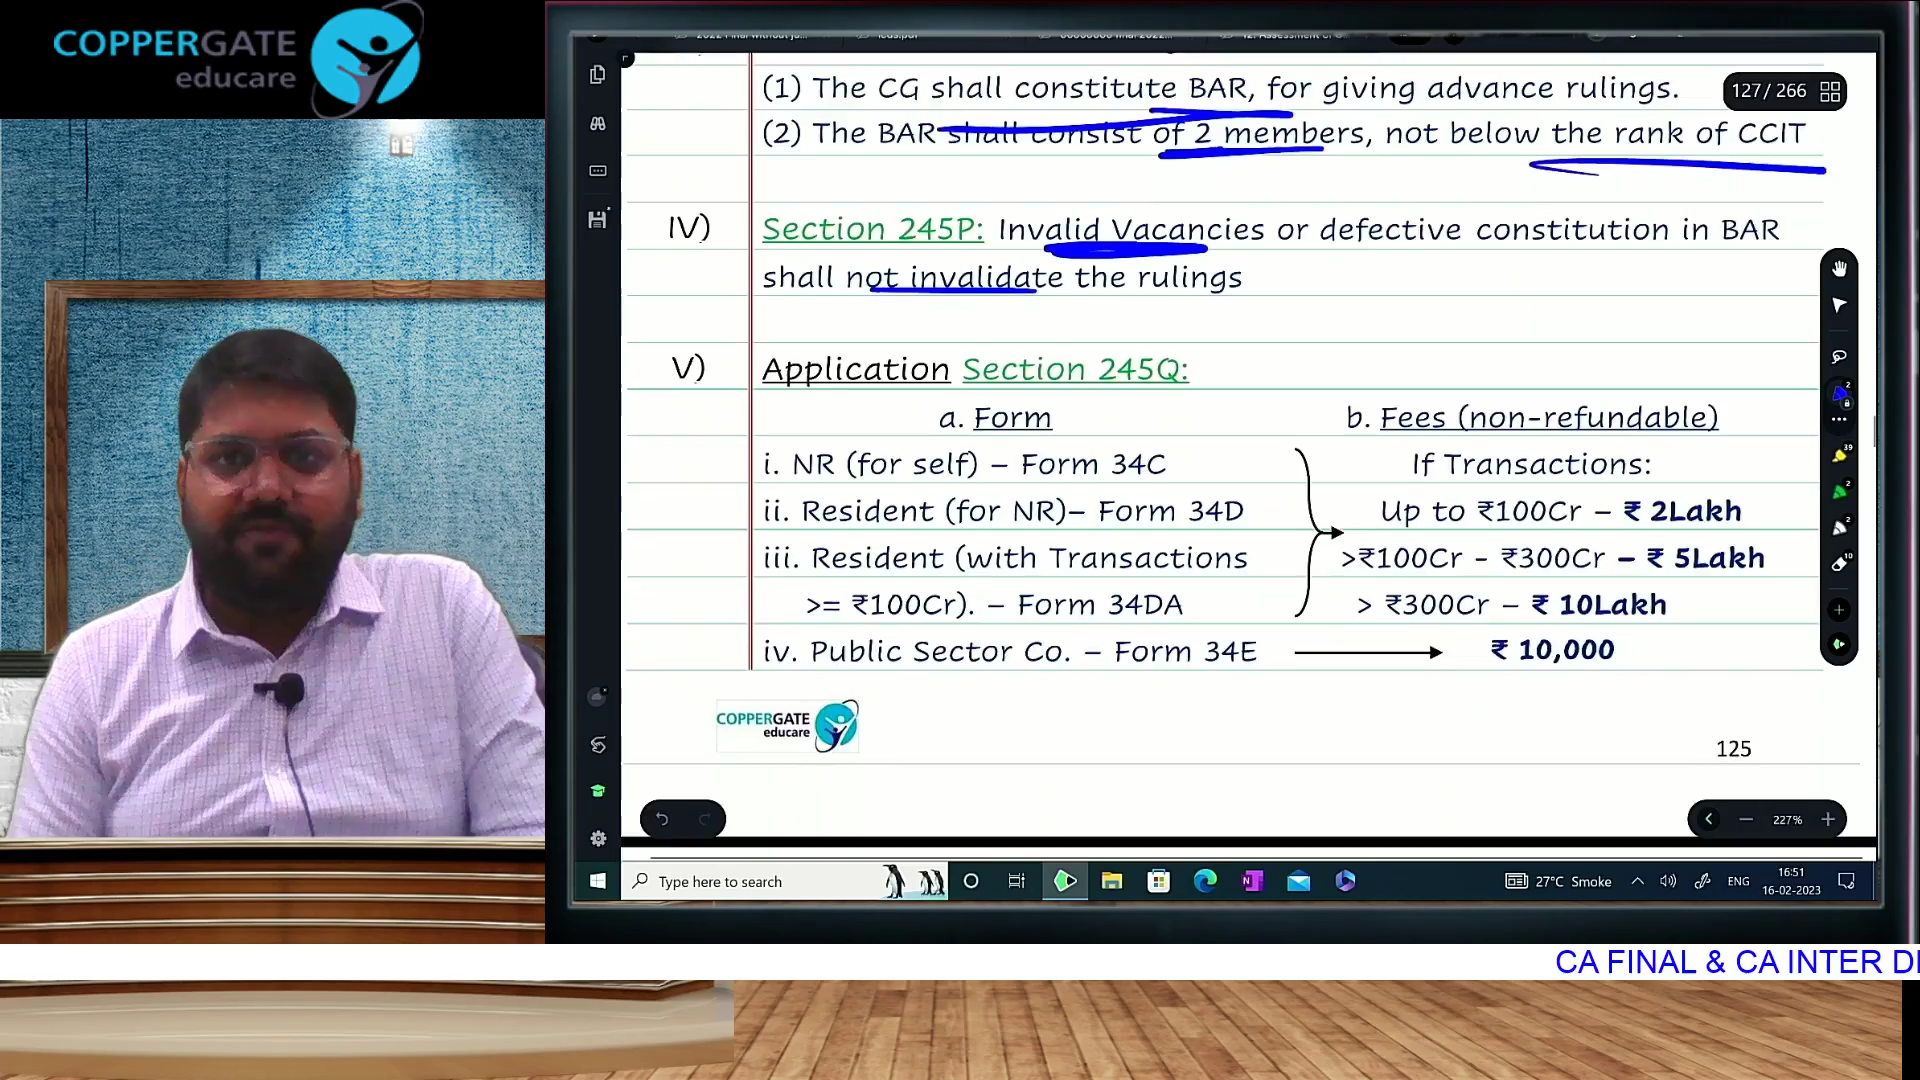 COPPERGATE
educare
127/ 266
(1) The CG shall constitute BAR, for giving advance rulings.
(2) The BAR shall consist of 2 members, not below the rank of CCIT
IV) Section 245P: Invalid Vacancies or defective constitution in BAR
shall not invalidate the rulings
V) Application Section 245Q:
a. Form
b. Fees (non-refundable)
i. NR (for self) – Form 34C
If Transactions:
ii. Resident (for NR)– Form 34D
Up to ₹100Cr – ₹ 2Lakh
iii. Resident (with Transactions
>₹100Cr - ₹300Cr – ₹ 5Lakh
>= ₹100Cr). – Form 34DA
> ₹300Cr – ₹ 10Lakh
iv. Public Sector Co. – Form 34E
₹ 10,000
COPPERGATE
educare
125
227%
Type here to search
27°C Smoke
ENG
16:51
16-02-2023
CA FINAL & CA INTER